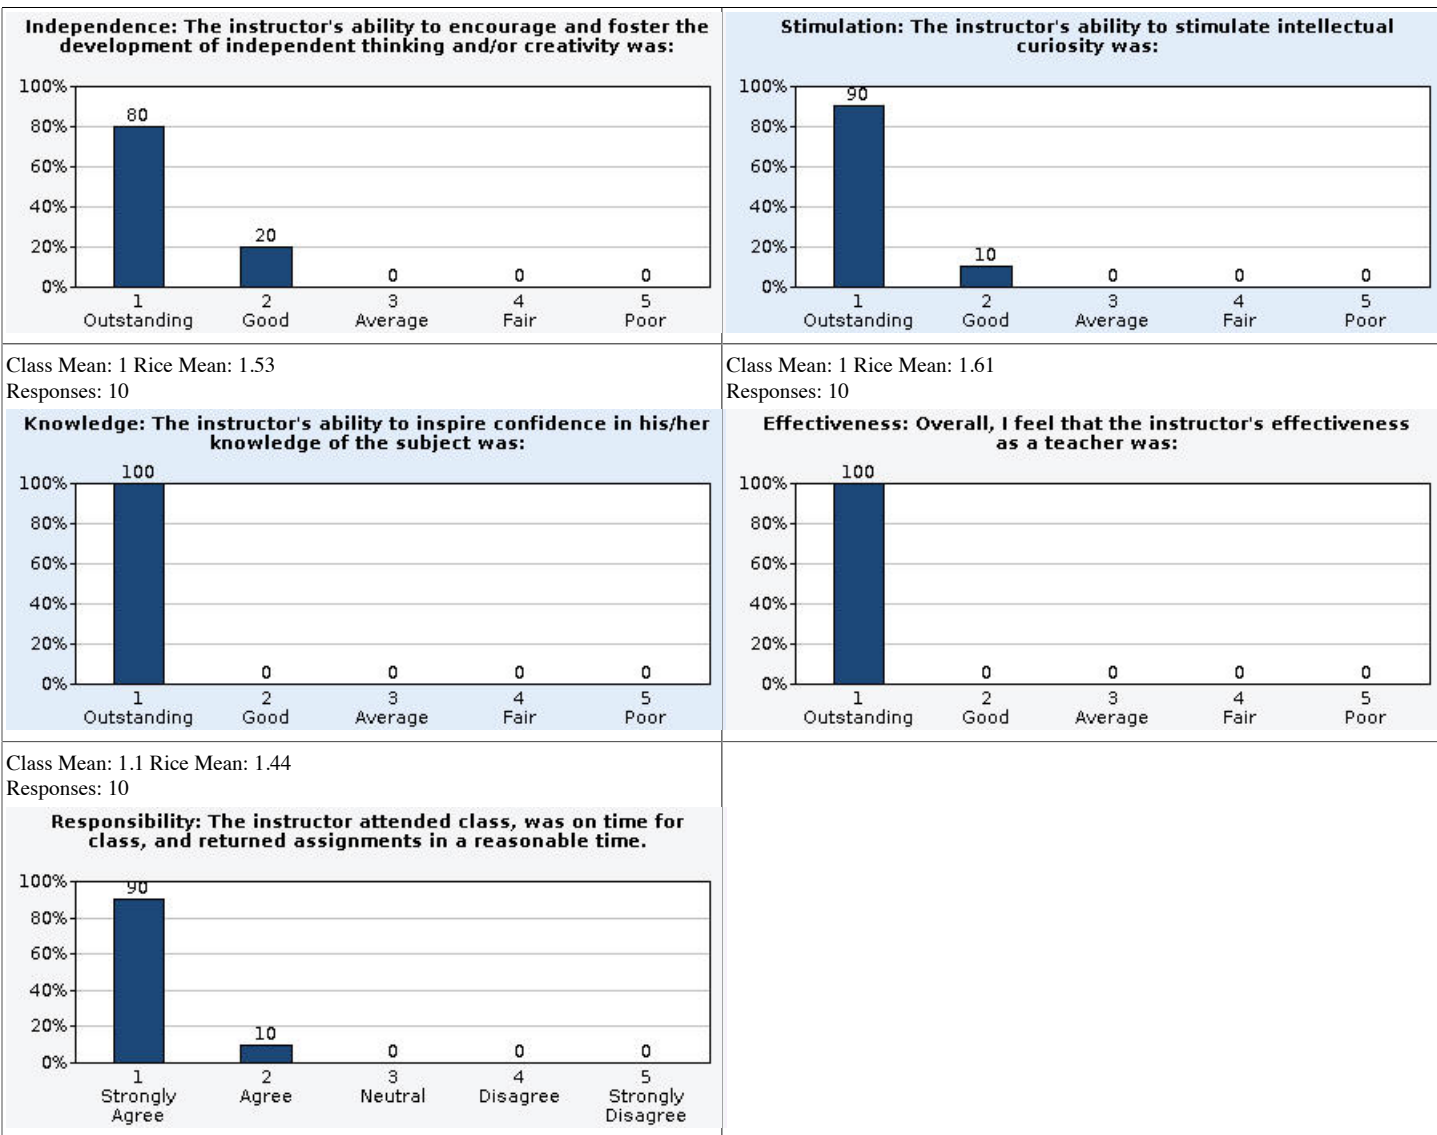 Independence: The instructor's ability to encourage and foster the
development of independent thinking and/or creativity was:
100%
80%
60%
40%
20%
0%
80
20
0
0
0
1
2
3
4
5
Outstanding
Good
Average
Fair
Poor
Stimulation: The instructor's ability to stimulate intellectual
curiosity was:
100%
80%
60%
40%
20%
0%
90
10
0
0
0
1
2
3
4
5
Outstanding
Good
Average
Fair
Poor
Class Mean: 1 Rice Mean: 1.53
Responses: 10
Knowledge: The instructor's ability to inspire confidence in his/her
knowledge of the subject was:
100%
80%
60%
40%
20%
0%
100
0
0
0
0
1
2
3
4
5
Outstanding
Good
Average
Fair
Poor
Class Mean: 1 Rice Mean: 1.61
Responses: 10
Effectiveness: Overall, I feel that the instructor's effectiveness
as a teacher was:
100%
80%
60%
40%
20%
0%
100
0
0
0
0
1
2
3
4
5
Outstanding
Good
Average
Fair
Poor
Class Mean: 1.1 Rice Mean: 1.44
Responses: 10
Responsibility: The instructor attended class, was on time for
class, and returned assignments in a reasonable time.
100%
80%
60%
40%
20%
0%
90
10
0
0
0
1
2
3
4
5
Strongly
Agree
Agree
Neutral
Disagree
Strongly
Disagree